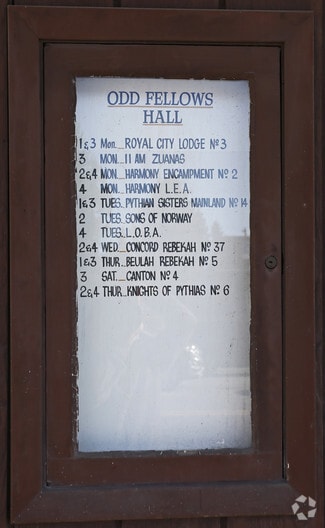 ODD FELLOWS
HALL
1&3 MON... ROYAL CITY LODGE Nº 3
3 MON... 11 AM ZUANAS
2&4 MON... HARMONY ENCAMPMENT Nº 2
4 MON... HARMONY L.E.A.
1&3 TUES. PYTHIAN SISTERS MAINLAND Nº 14
2 TUES. SONS OF NORWAY
4 TUES. L.O.B.A.
2&4 WED... CONCORD REBEKAH Nº 37
1&3 THUR... BEULAH REBEKAH Nº 5
3 SAT... CANTON Nº 4
2&4 THUR... KNIGHTS OF PYTHIAS Nº 6